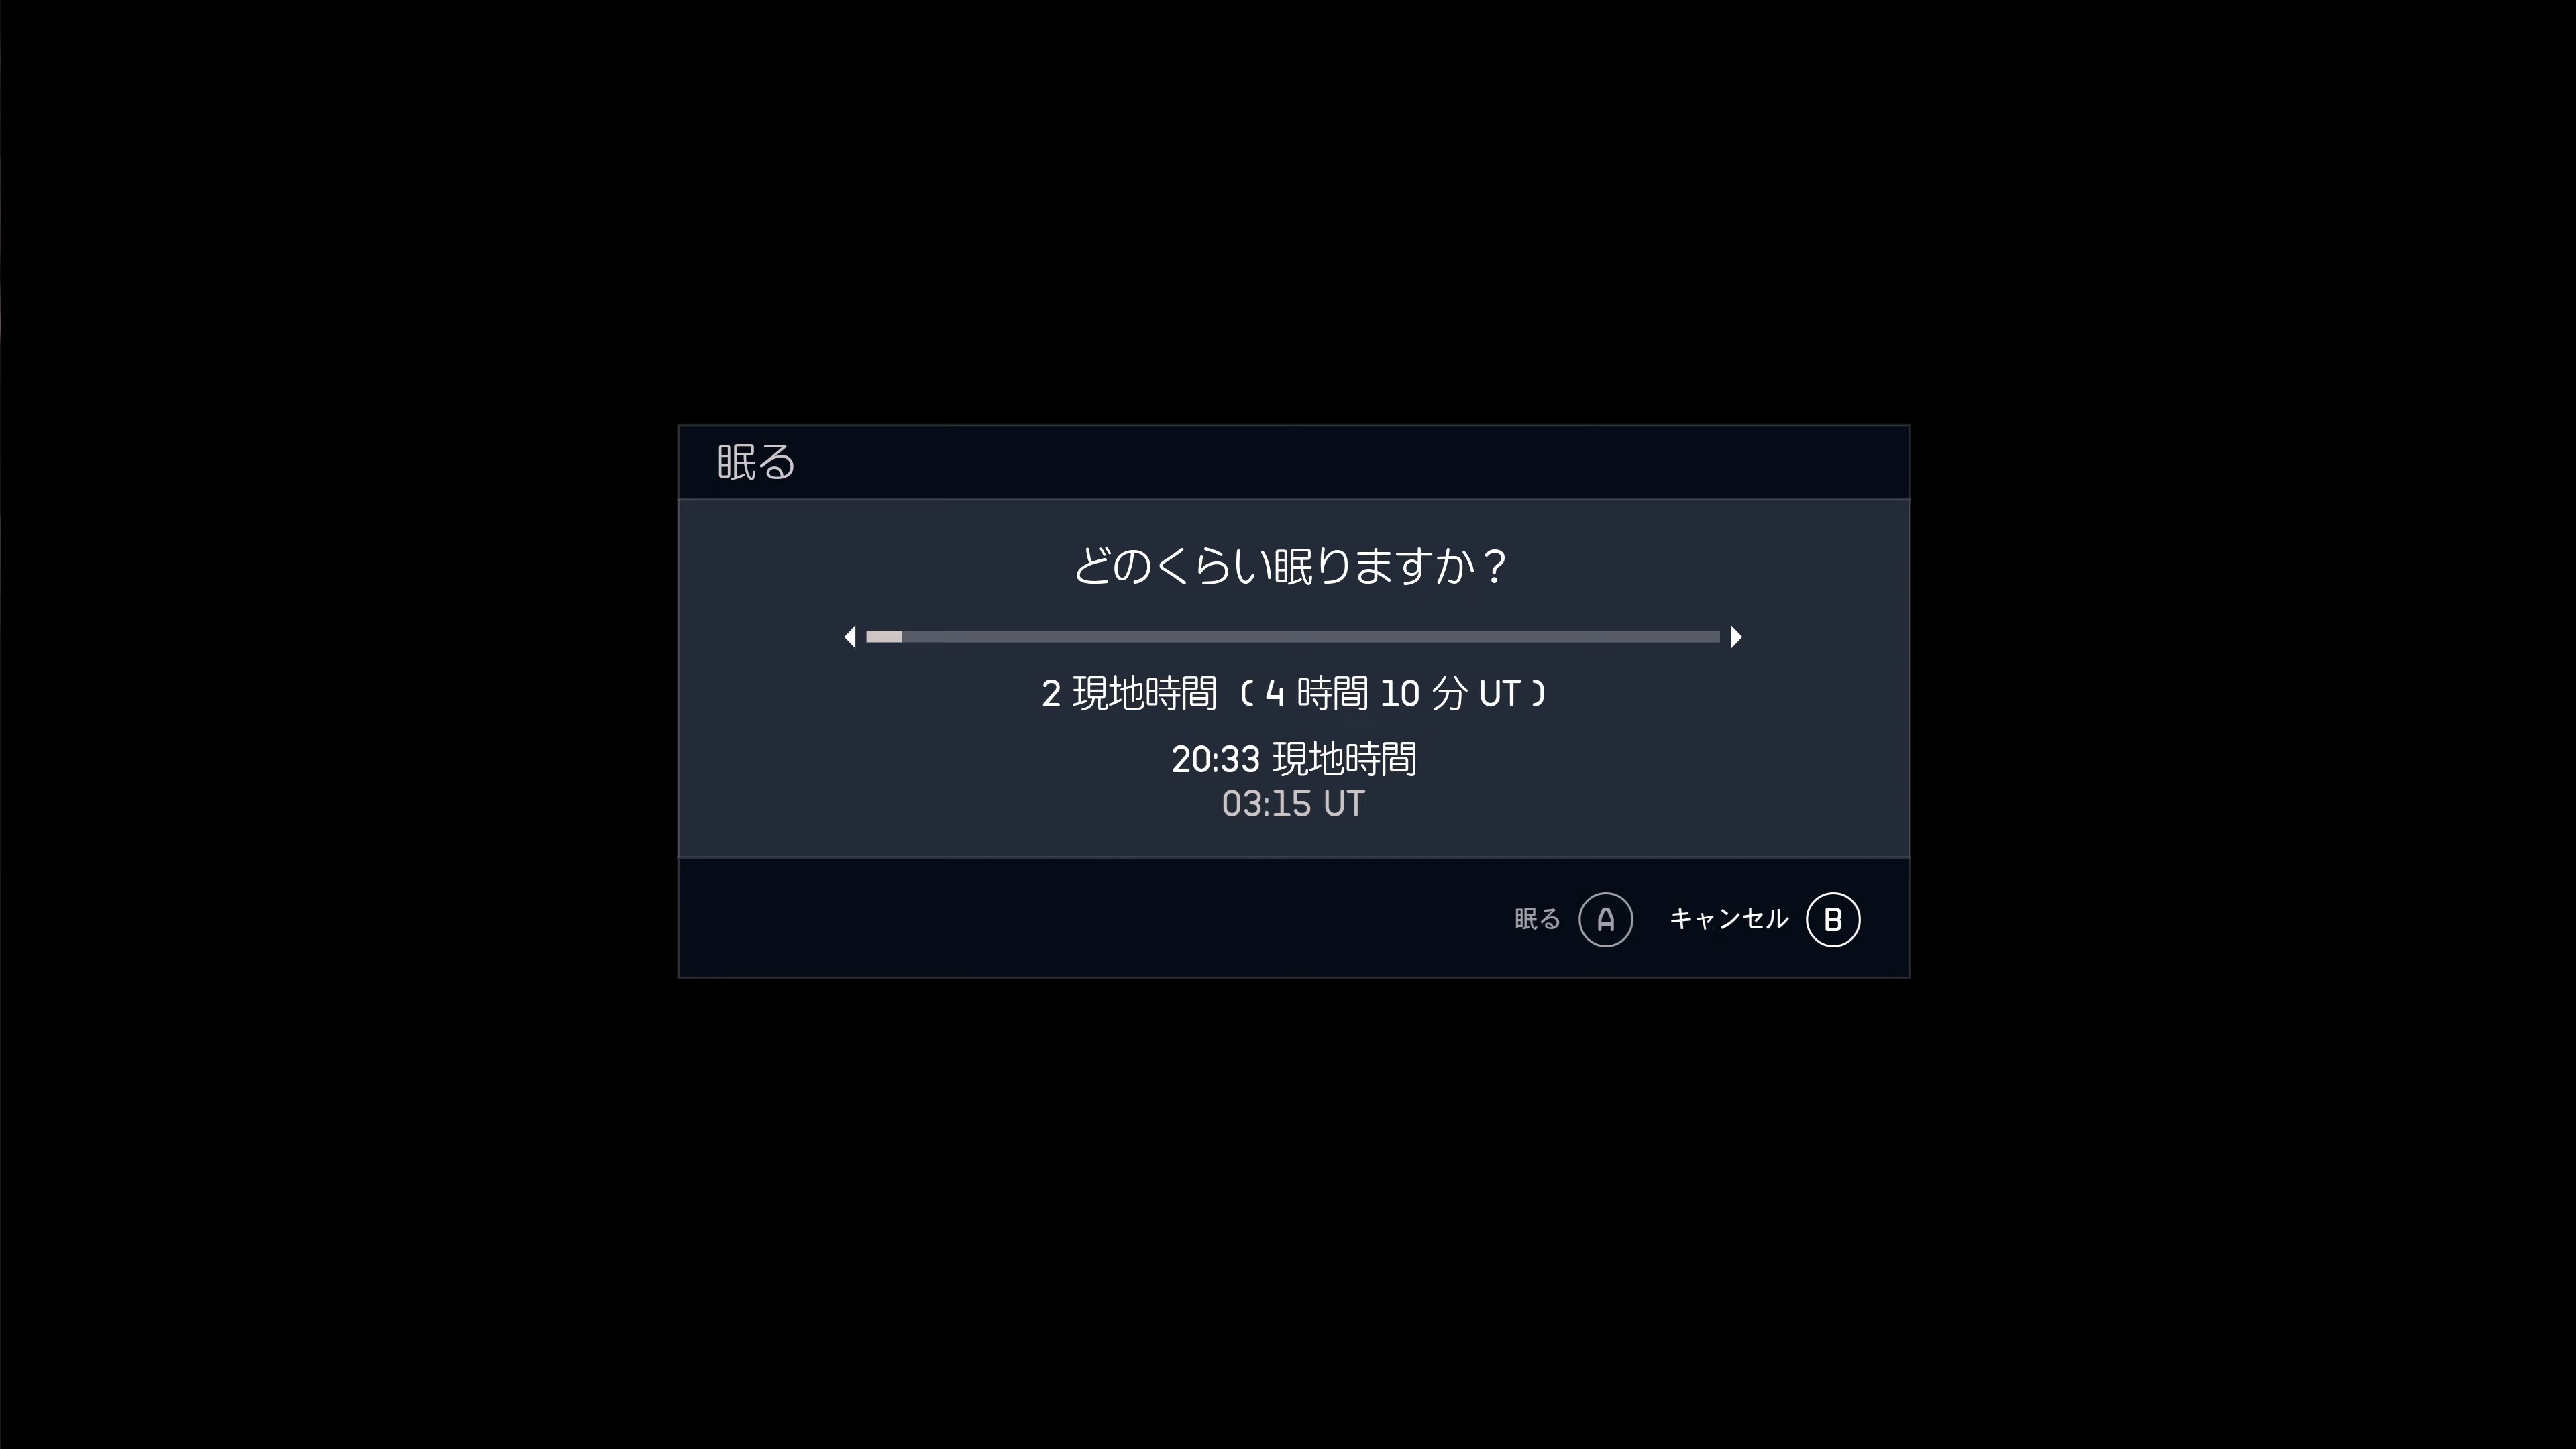 眠る
どのくらい眠りますか？
2 現地時間 ( 4 時間 10 分 UT )
20:33 現地時間
03:15 UT
眠る A キャンセル B